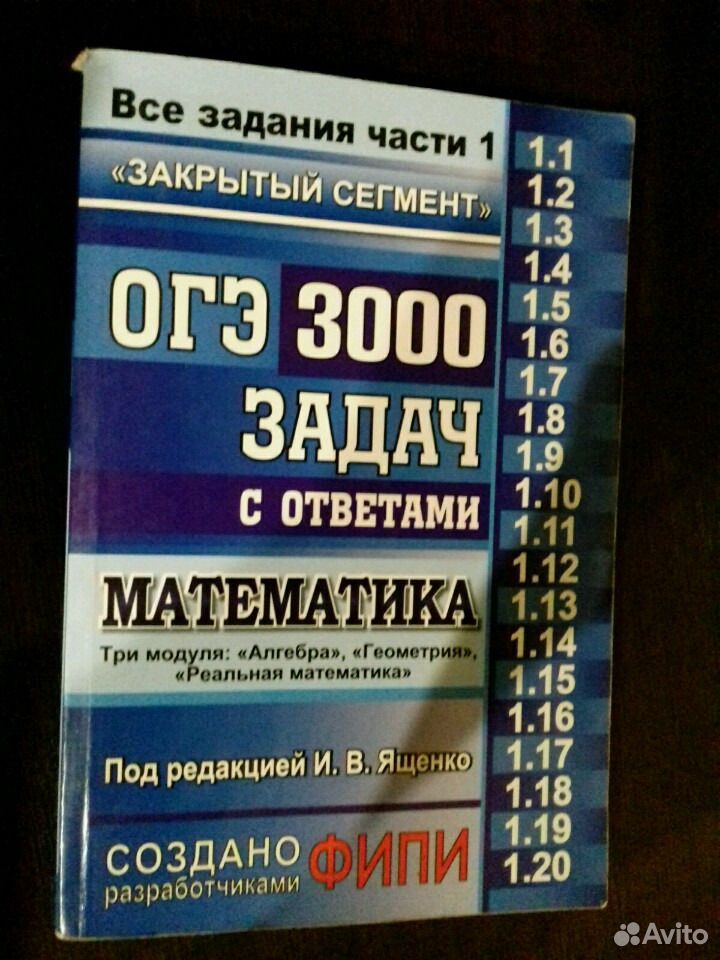 Все задания части 1
«ЗАКРЫТЫЙ СЕГМЕНТ»
ОГЭ 3000
ЗАДАЧ
С ОТВЕТАМИ
МАТЕМАТИКА
Три модуля: «Алгебра», «Геометрия»,
«Реальная математика»
Под редакцией И. В. Ященко
СОЗДАНО
разработчиками
ФИПИ
1.1
1.2
1.3
1.4
1.5
1.6
1.7
1.8
1.9
1.10
1.11
1.12
1.13
1.14
1.15
1.16
1.17
1.18
1.19
1.20
Avito